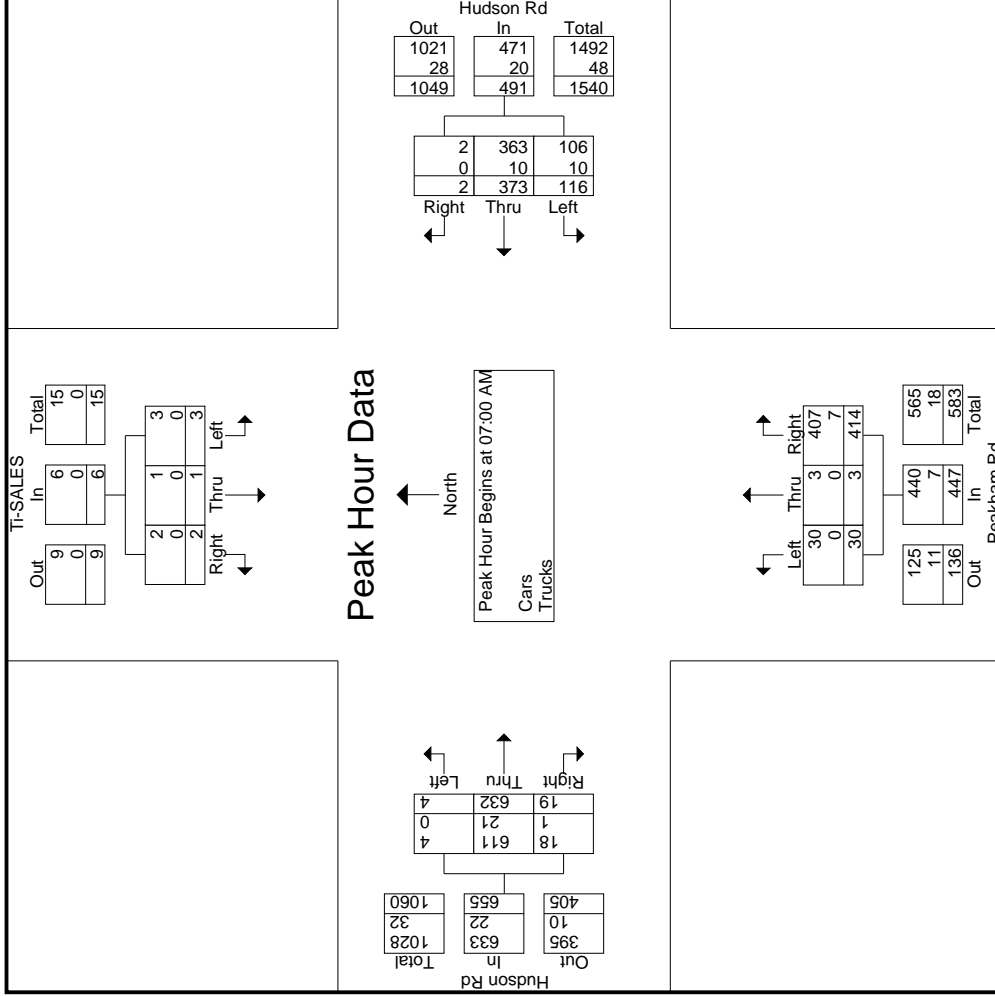 Hudson Rd
Out In Total
1021 471 1492
28 20 48
1049 491 1540
2 363 106
0 10 10
2 373 116
Right Thru Left
Ti-SALES
Out In Total
9 6 15
0 0 0
9 6 15
2 1 3
0 0 0
2 1 3
Right Thru Left
Peak Hour Data
North
Peak Hour Begins at 07:00 AM
Cars
Trucks
Left Thru Right
30 3 407
0 0 7
30 3 414
125 440 565
11 7 18
136 447 583
Out In Total
Peakham Rd
Left Thru Right
4 632 19
0 21 1
4 611 18
1060 655 405
32 22 10
1028 633 395
Total In Out
Hudson Rd